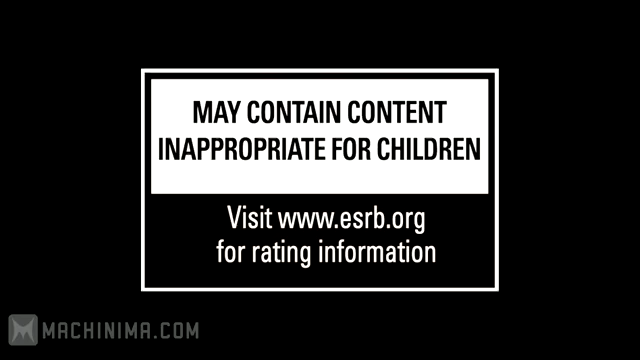 MAY CONTAIN CONTENT
INAPPROPRIATE FOR CHILDREN
Visit www.esrb.org
for rating information
MACHINIMA.COM